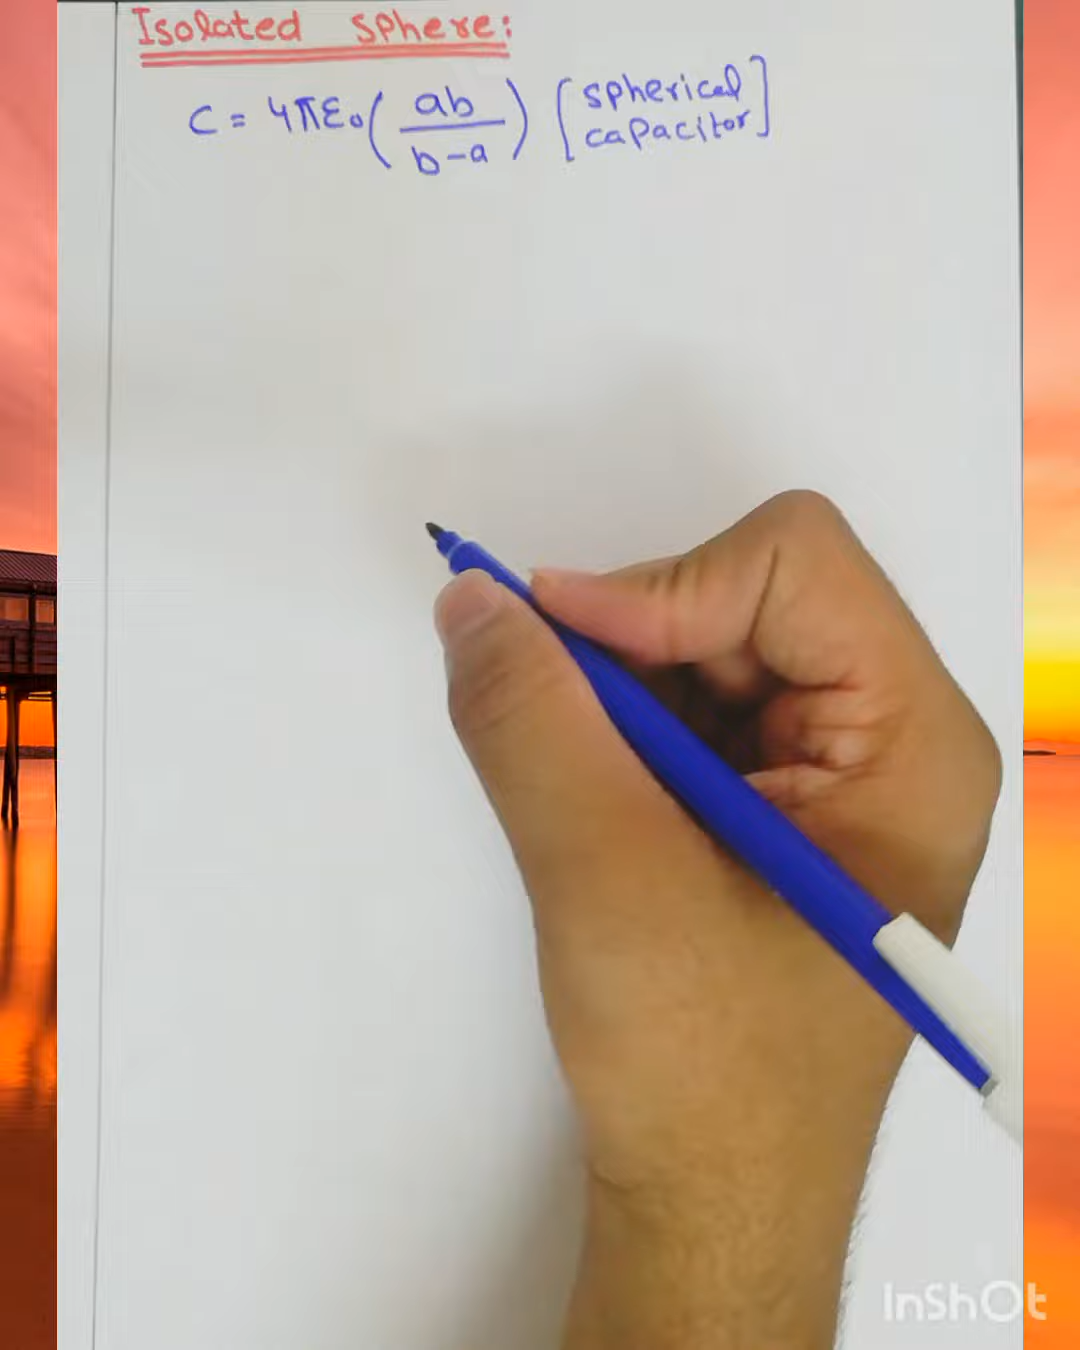 Isolated sphere:
C = 4πε₀(ab/b-a) [spherical capacitor]
InShOt